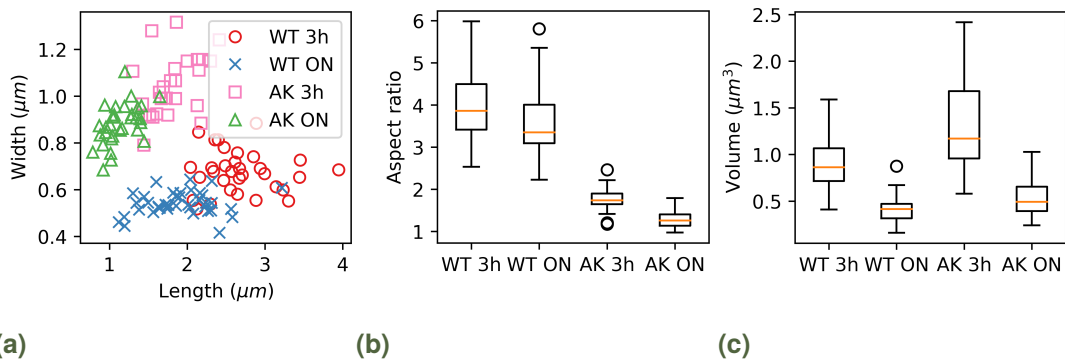 Width (μm)
1.2
1.0
0.8
0.6
0.4
1
2
3
4
Length (μm)
WT 3h
WT ON
AK 3h
AK ON
Aspect ratio
6
5
4
3
2
1
WT 3h WT ON AK 3h AK ON
Volume (μm³)
2.5
2.0
1.5
1.0
0.5
WT 3h WT ON AK 3h AK ON
(a)
(b)
(c)